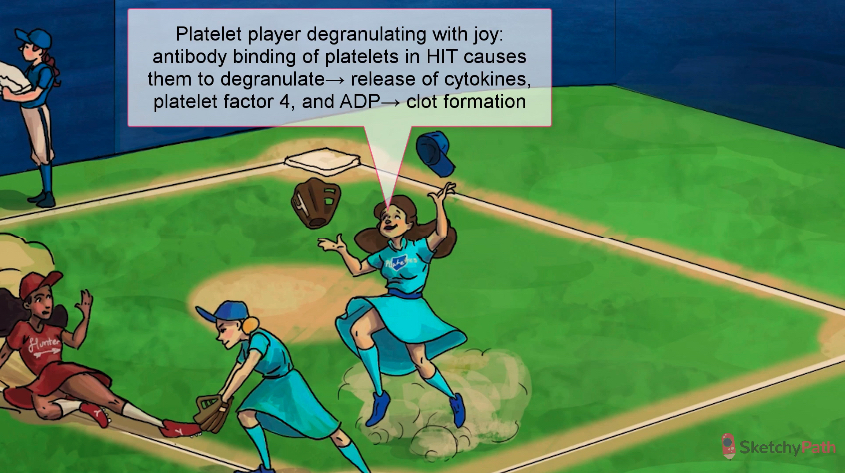 Platelet player degranulating with joy:
antibody binding of platelets in HIT causes
them to degranulate→ release of cytokines,
platelet factor 4, and ADP→ clot formation
Hunter
SketchyPath